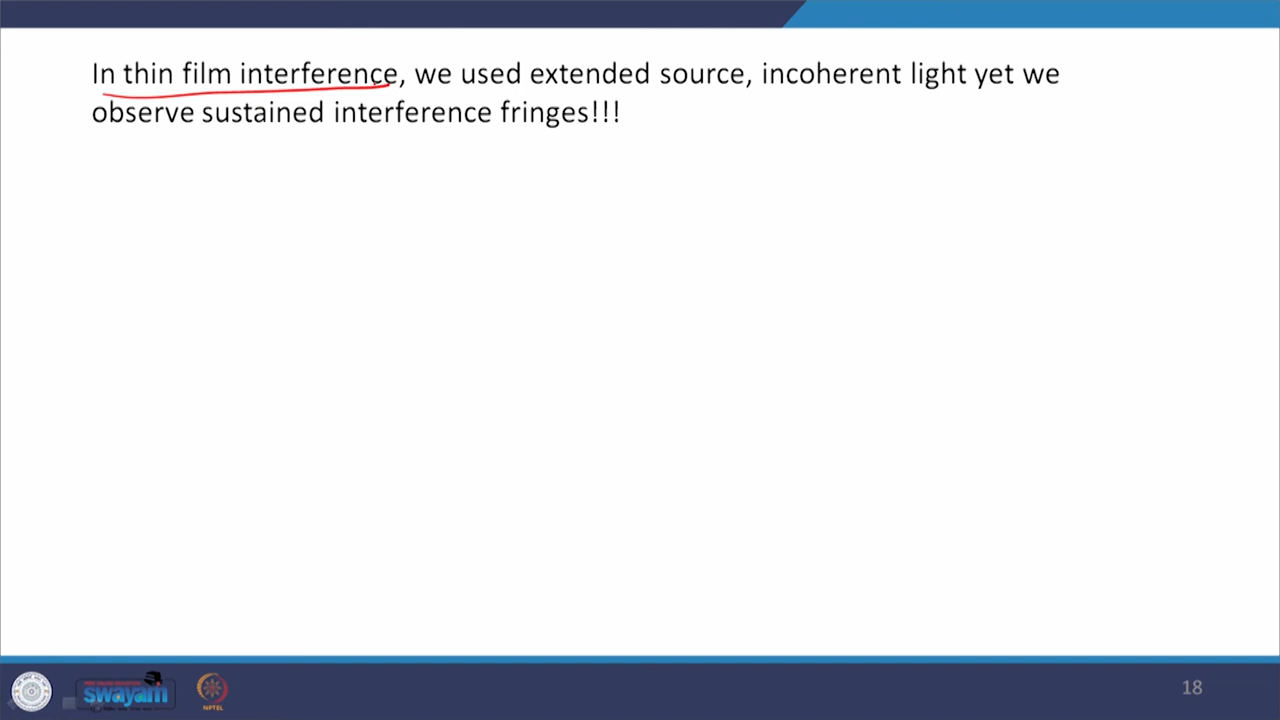 In thin film interference, we used extended source, incoherent light yet we
observe sustained interference fringes!!!
swayam
NPTEL
18